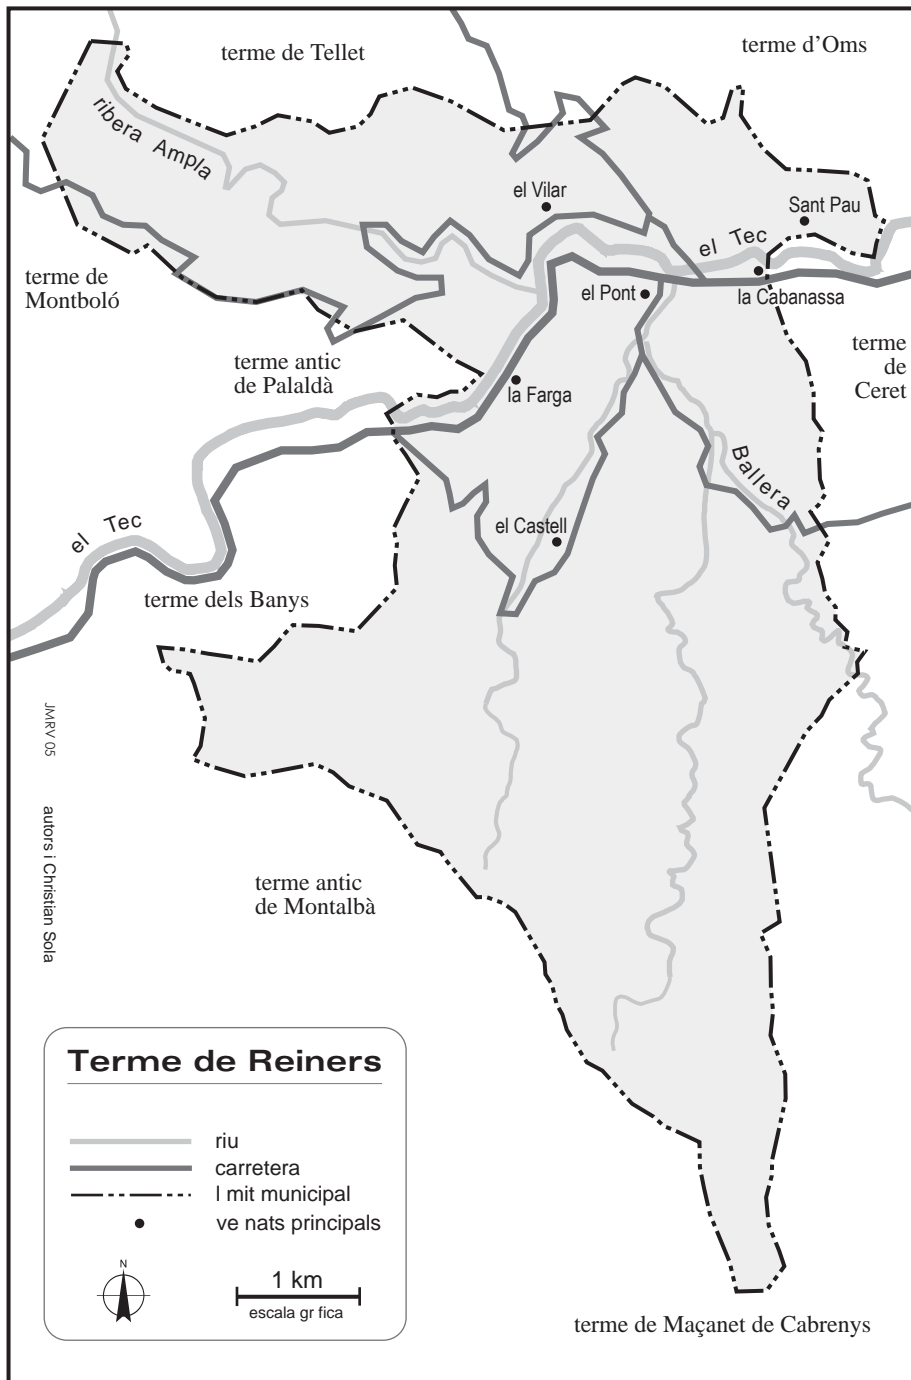 terme de Tellet
terme d'Oms
ribera Ampla
el Vilar
Sant Pau
el Tec
terme de
Montboló
el Pont
la Cabanassa
terme antic
de Palaldà
terme
de
Ceret
la Farga
Ballera
el Castell
el Tec
terme dels Banys
JMRV 05
autors i Christian Sola
terme antic
de Montalbà
Terme de Reiners
riu
carretera
l mit municipal
ve nats principals
N
1 km
escala gr fica
terme de Maçanet de Cabrenys